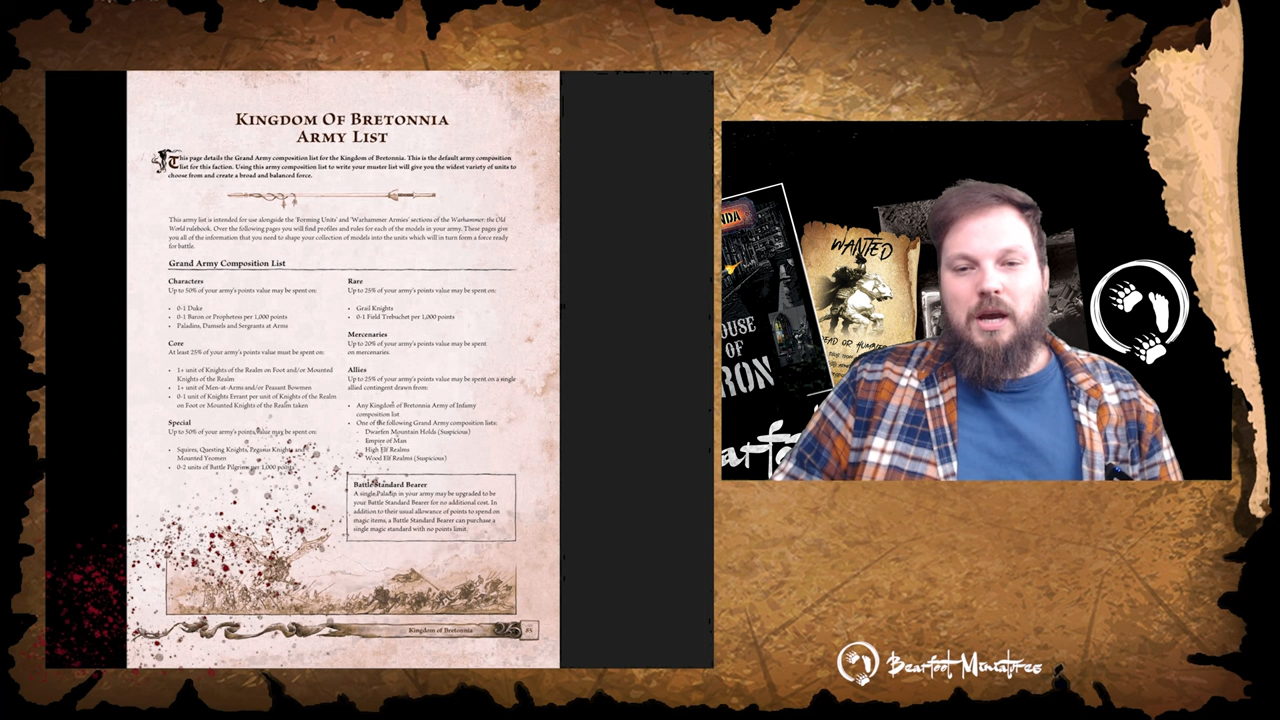 Kingdom Of Bretonnia
Army List
This page details the Grand Army composition list for the Kingdom of Bretonnia. This is the default army composition
list for this faction. Using this army composition list to write your muster list will give you the widest variety of units to
choose from and create a broad and balanced force.
This army list is intended for use alongside the 'Forming Units' and 'Warhammer Armies' sections of the Warhammer: the Old
World rulebook. Over the following pages you will find profiles and rules for each of the models in your army. These pages give
you all of the information that you need to shape your collection of models into the units which will in turn form a force ready
for battle.
Grand Army Composition List
Characters
Up to 50% of your army's points value may be spent on:
• 0-1 Duke
• 0-1 Baron or Prophetess per 1,000 points
• Paladins, Damsels and Sergeants at Arms
Core
At least 25% of your army's points value must be spent on:
• 1+ unit of Knights of the Realm on Foot and/or Mounted
Knights of the Realm
• 1+ unit of Men-at-Arms and/or Peasant Bowmen
• 0-1 unit of Knights Errant per unit of Knights of the Realm
on Foot or Mounted Knights of the Realm taken
Special
Up to 50% of your army's points value may be spent on:
• Squires, Questing Knights, Pegasus Knights and
Mounted Yeomen
• 0-2 units of Battle Pilgrims per 1,000 points
Rare
Up to 25% of your army's points value may be spent on:
• Grail Knights
• 0-1 Field Trebuchet per 1,000 points
Mercenaries
Up to 20% of your army's points value may be spent
on mercenaries.
Allies
Up to 25% of your army's points value may be spent on a single
allied contingent drawn from:
• Any Kingdom of Bretonnia Army of Infamy
composition list
• One of the following Grand Army composition lists:
- Dwarfen Mountain Holds (Suspicious)
- Empire of Man
- High Elf Realms
- Wood Elf Realms (Suspicious)
Battle Standard Bearer
A single Paladin in your army may be upgraded to be
your Battle Standard Bearer for no additional cost. In
addition to their usual allowance of points to spend on
magic items, a Battle Standard Bearer can purchase a
single magic standard with no points limit.
Kingdom of Bretonnia
85
WANTED
OF
Bearfoot Miniatures